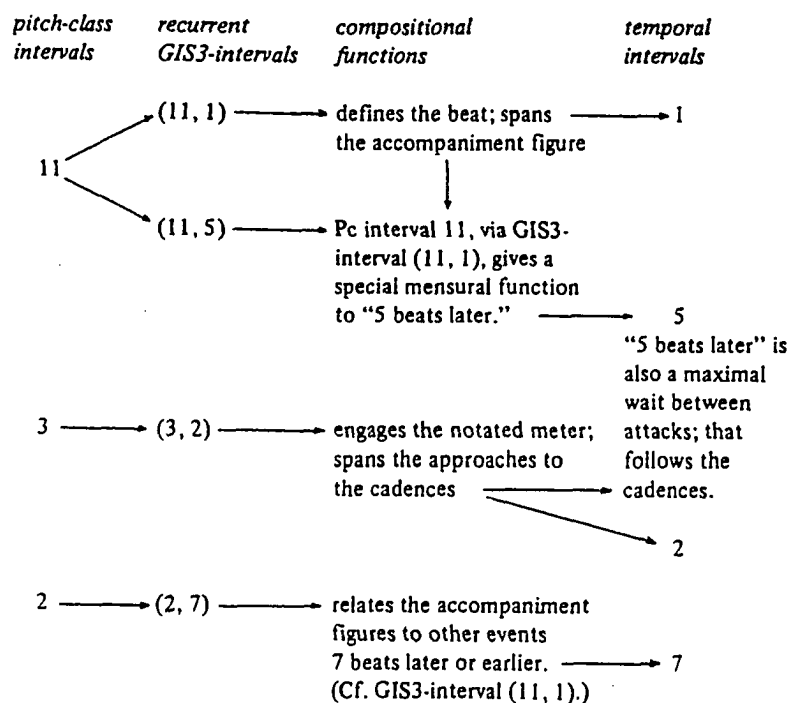 pitch-class recurrent compositional temporal
intervals GIS3-intervals functions intervals
(11, 1) defines the beat; spans 1
the accompaniment figure
11
(11, 5) Pc interval 11, via GIS3-
interval (11, 1), gives a
special mensural function
to “5 beats later.” 5
“5 beats later” is
also a maximal
wait between
3 (3, 2) engages the notated meter; attacks; that
spans the approaches to follows the
the cadences cadences.
2
2 (2, 7) relates the accompaniment
figures to other events
7 beats later or earlier. 7
(Cf. GIS3-interval (11, 1).)